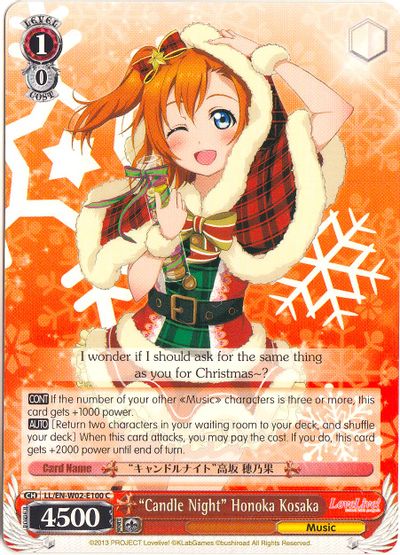 LEVEL
1
0
COST
I wonder if I should ask for the same thing
as you for Christmas~?
CONT If the number of your other «Music» characters is three or more, this
card gets +1000 power.
AUTO [Return two characters in your waiting room to your deck, and shuffle
your deck] When this card attacks, you may pay the cost. If you do, this card gets
+2000 power until end of turn.
Card Name “キャンドルナイト”高坂 穂乃果
CH LL/EN-W02-E100 C
POWER
4500
“Candle Night” Honoka Kosaka
LoveLive!
Music
©2013 PROJECT Lovelive! ©KLabGames ©bushiroad All Rights Reserved.